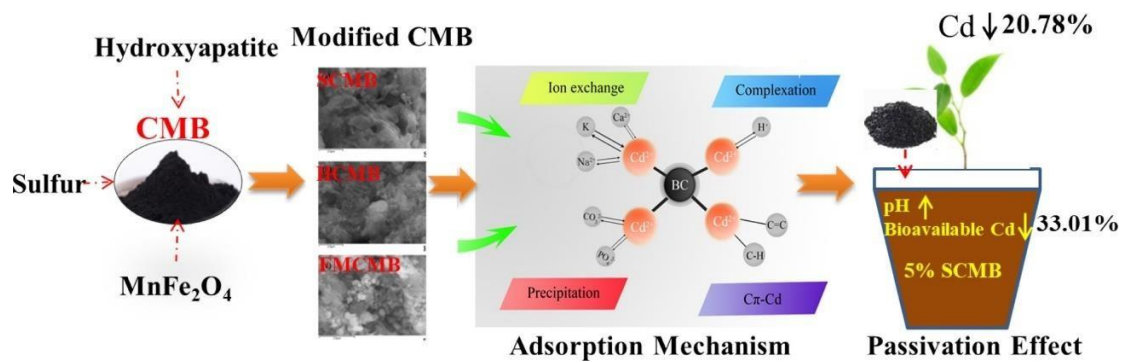 Hydroxyapatite
CMB
Sulfur
MnFe₂O₄
Modified CMB
SCMB
HCMB
FMCMB
Ion exchange
Complexation
Ca²⁺
K
Na²⁺
Cd²⁺
H⁺
Cd²⁺
BC
CO₃
PO₄
Cd²⁺
Cd²⁺
C=C
C-H
Precipitation
Cπ-Cd
Adsorption Mechanism
Cd ↓ 20.78%
pH ↑
Bioavailable Cd ↓ 33.01%
5% SCMB
Passivation Effect